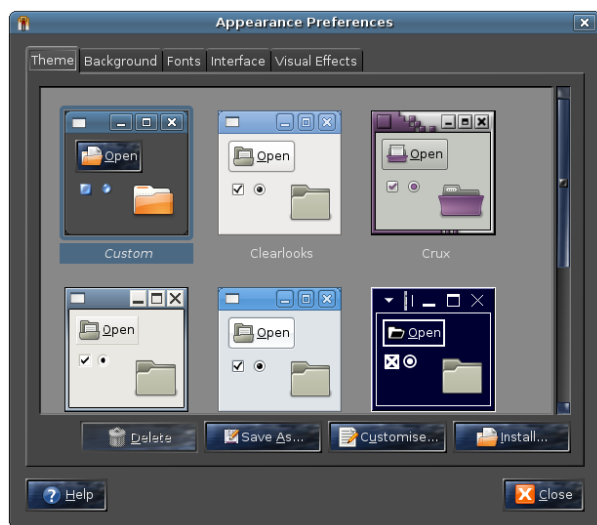 Appearance Preferences
Theme Background Fonts Interface Visual Effects
Open Open Open
Custom Clearlooks Crux
Open Open Open
Delete Save As... Customise... Install...
Help Close